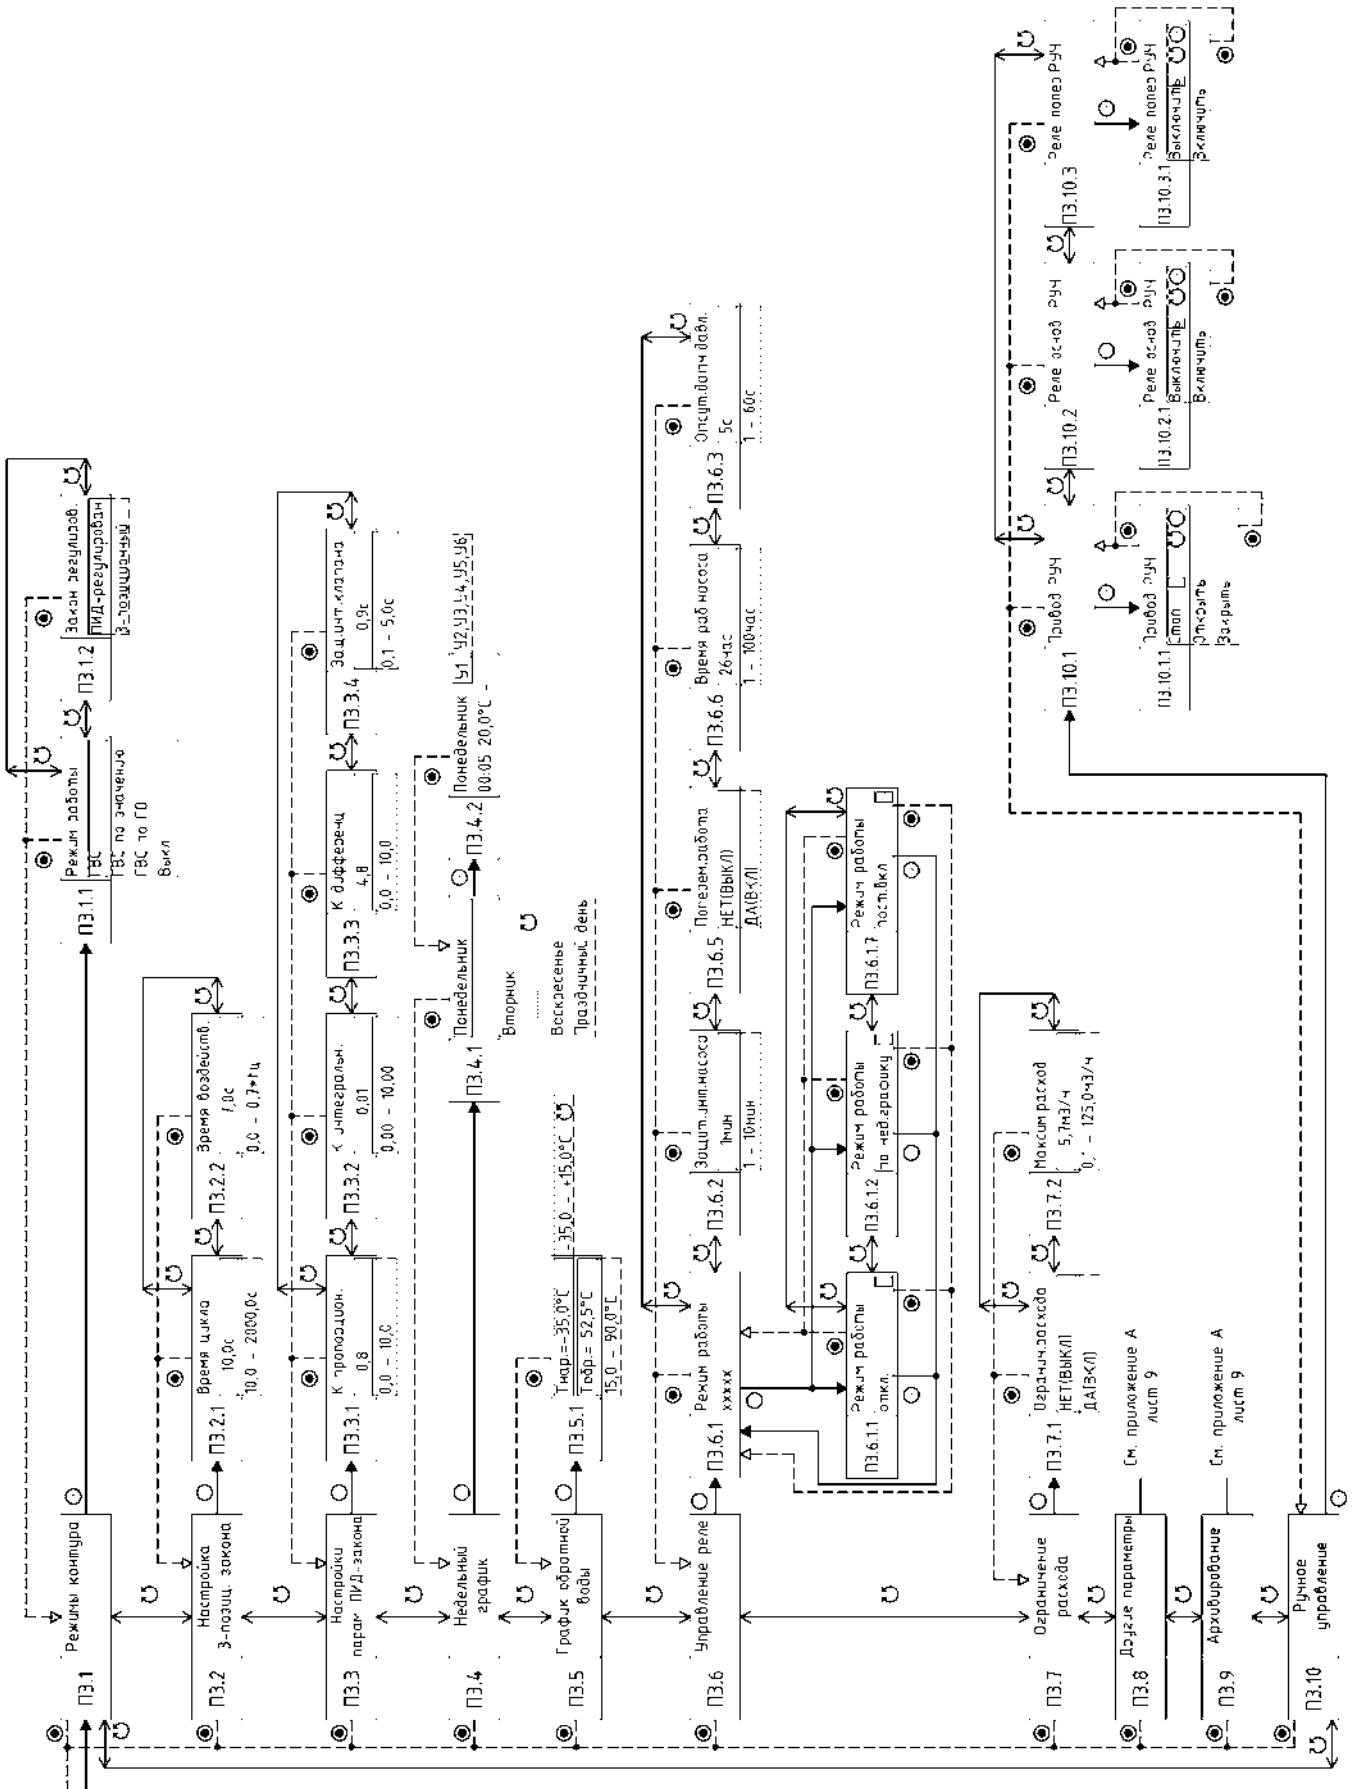 П3.1
Режимы контура
П3.1.1
Режим работы
ГВС
ГВС по значению
ГВС по ГО
Выкл
П3.1.2
Закон регулиров.
ПИД-регулирован
3-позиционный
П3.2
Настройка
3-позиц. закона
П3.2.1
Время цикла
10,0с
10,0 - 2000,0с
П3.2.2
Время воздейств.
П3.3
Настройки
парам ПИД-закона
П3.3.1
К пропорцион.
0,8
0,0 - 10,0
П3.3.2
К интегральн.
0,01
0,00 - 10,00
П3.3.3
К дифференц
4,8
0,0 - 10,0
П3.3.4
Защ.инт.клапана
0,9с
0,1 - 5,0с
П3.4
Недельный
график
П3.4.1
Понедельник
Вторник
........
Воскресенье
Праздничный день
П3.4.2
Понедельник У1 У2,У3,У4,У5,У6
00:05 20,0°С -
П3.5
График обратной
воды
П3.5.1
Тнар.=-35,0°С -35,0 - +15,0°С
Тобр.= 52,5°С
15,0 - 90,0°С
П3.6
Управление реле
П3.6.1
Режим работы
ххххх
П3.6.2
Защит.инт.насоса
1мин
1 - 10мин
П3.6.5
Поперем.работа
НЕТ(ВЫКЛ)
ДА(ВКЛ)
П3.6.6
Время раб насоса
26час
1 - 100час
П3.6.3
Отсут.датч давл.
5с
1 - 60с
П3.6.1.1
Режим работы
откл.
П3.6.1.2
Режим работы
по нед.графику
П3.6.1.7
Режим работы
пост.вкл
П3.7
Ограничение
расхода
П3.7.1
Огранич.расхода
НЕТ(ВЫКЛ)
ДА(ВКЛ)
П3.7.2
Максим расход
5,7м3/ч
0,1 - 125,0м3/ч
П3.8
Другие параметры
См. приложение А
лист 9
П3.9
Архивирование
См. приложение А
лист 9
П3.10
Ручное
управление
П3.10.1
Привод РУЧ
П3.10.2
Реле основ РУЧ
П3.10.3
Реле попер РУЧ
П3.10.1.1
Привод РУЧ
Стоп
Открыть
Закрыть
П3.10.2.1
Реле основ РУЧ
Выключить
Включить
П3.10.3.1
Реле попер РУЧ
Выключить
Включить